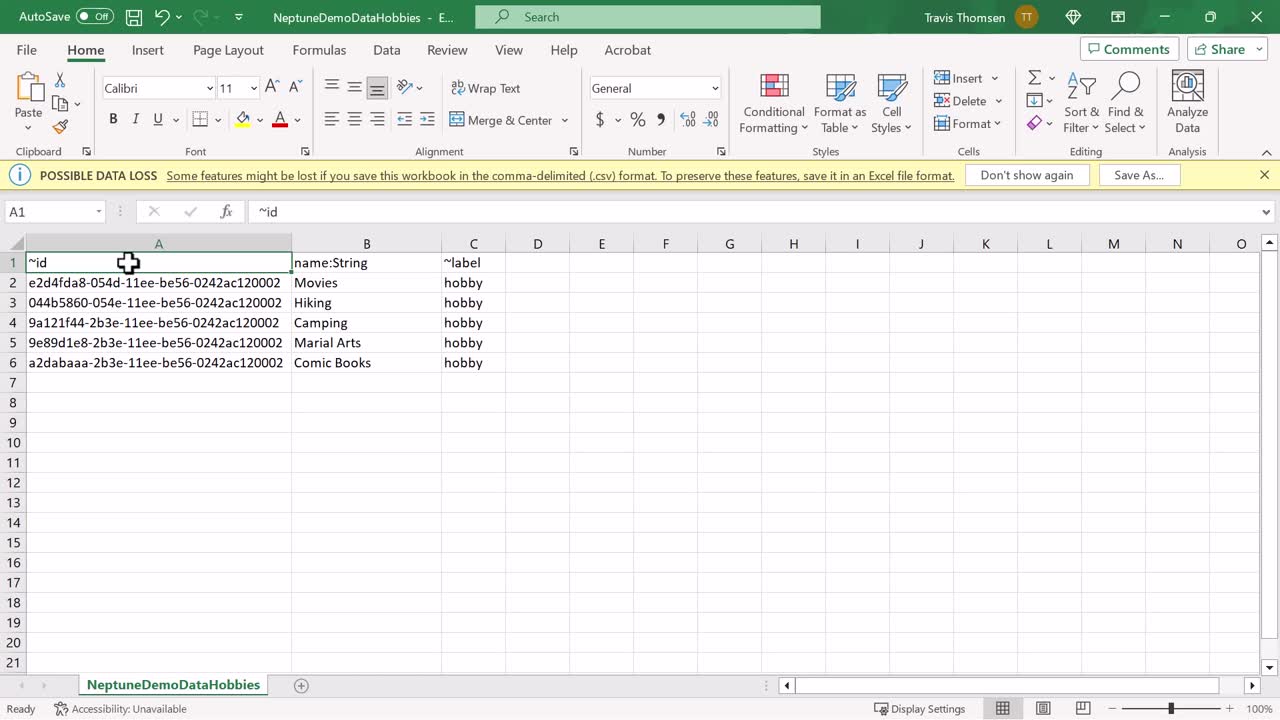 AutoSave Off NeptuneDemoDataHobbies - E... Search Travis Thomsen TT
File Home Insert Page Layout Formulas Data Review View Help Acrobat Comments Share
Paste Calibri 11 A A Wrap Text General Conditional Formatting Format as Table Cell Styles Insert Delete Format Sort & Filter Find & Select Analyze Data
B I U A Merge & Center $ % 9
Clipboard Font Alignment Number Styles Cells Editing Analysis
POSSIBLE DATA LOSS Some features might be lost if you save this workbook in the comma-delimited (.csv) format. To preserve these features, save it in an Excel file format. Don't show again Save As...
A1 fx ~id
A B C D E F G H I J K L M N O
1 ~id name:String ~label
2 e2d4fda8-054d-11ee-be56-0242ac120002 Movies hobby
3 044b5860-054e-11ee-be56-0242ac120002 Hiking hobby
4 9a121f44-2b3e-11ee-be56-0242ac120002 Camping hobby
5 9e89d1e8-2b3e-11ee-be56-0242ac120002 Marial Arts hobby
6 a2dabaaa-2b3e-11ee-be56-0242ac120002 Comic Books hobby
7
8
9
10
11
12
13
14
15
16
17
18
19
20
21
NeptuneDemoDataHobbies
Ready Accessibility: Unavailable Display Settings 100%